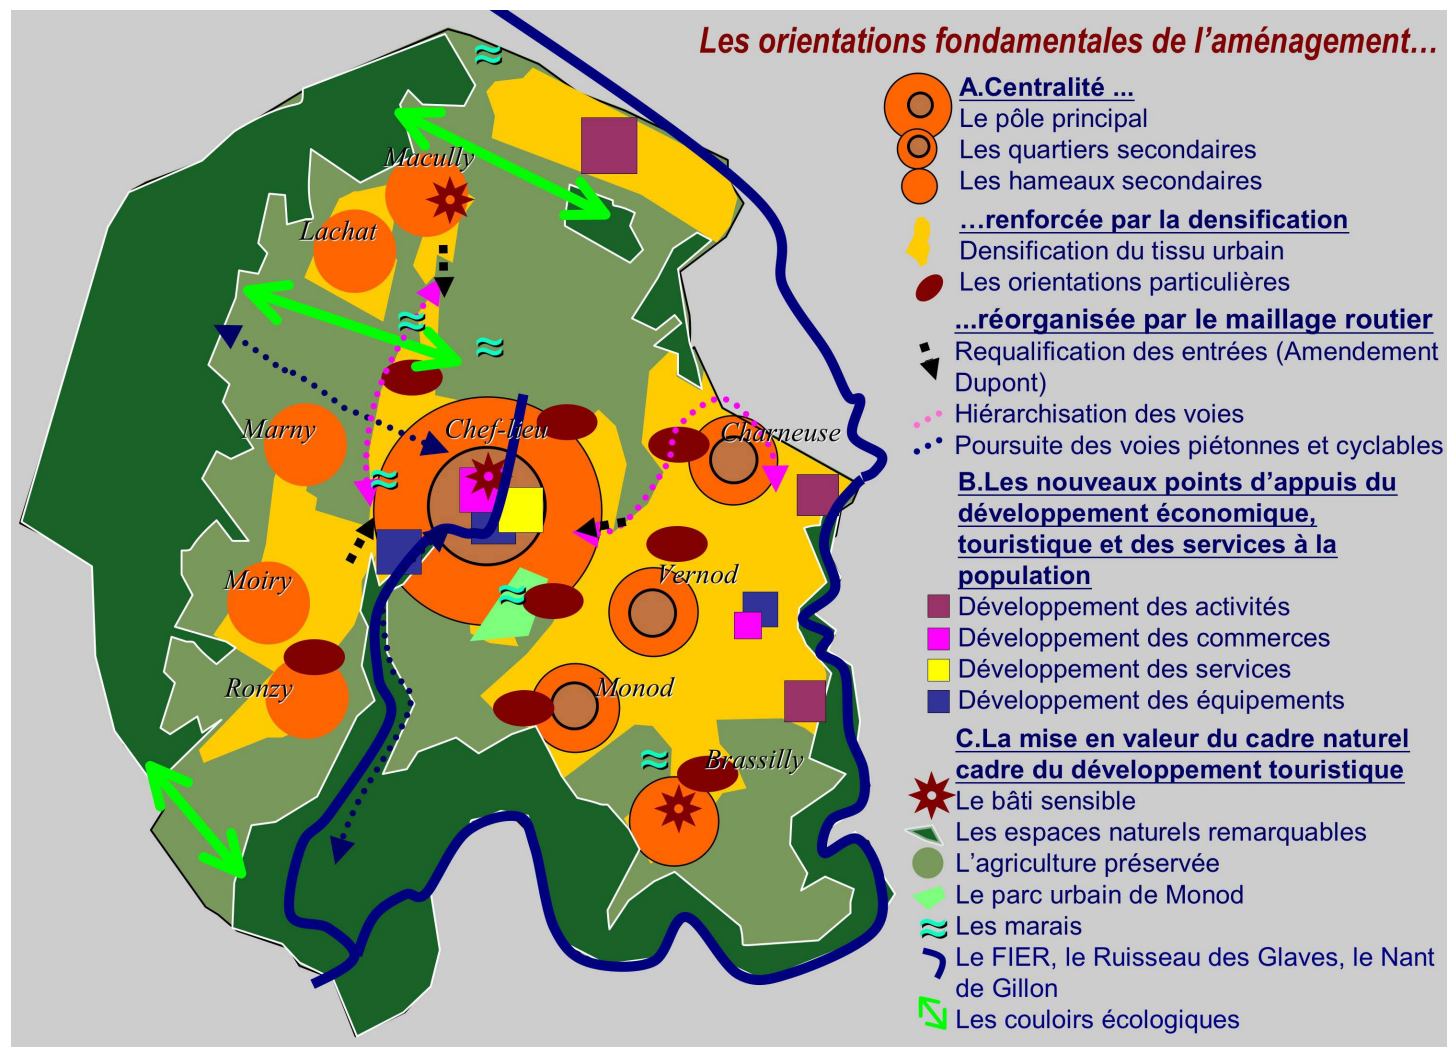 Les orientations fondamentales de l’aménagement…
A.Centralité ...
Le pôle principal
Les quartiers secondaires
Les hameaux secondaires
…renforcée par la densification
Densification du tissu urbain
Les orientations particulières
...réorganisée par le maillage routier
Requalification des entrées (Amendement
Dupont)
Hiérarchisation des voies
Poursuite des voies piétonnes et cyclables
B.Les nouveaux points d’appuis du
développement économique,
touristique et des services à la
population
Développement des activités
Développement des commerces
Développement des services
Développement des équipements
C.La mise en valeur du cadre naturel
cadre du développement touristique
Le bâti sensible
Les espaces naturels remarquables
L’agriculture préservée
Le parc urbain de Monod
Les marais
Le FIER, le Ruisseau des Glaves, le Nant
de Gillon
Les couloirs écologiques
Macully
Lachat
Marny
Chef-lieu
Charneuse
Moiry
Vernod
Ronzy
Monod
Brassilly